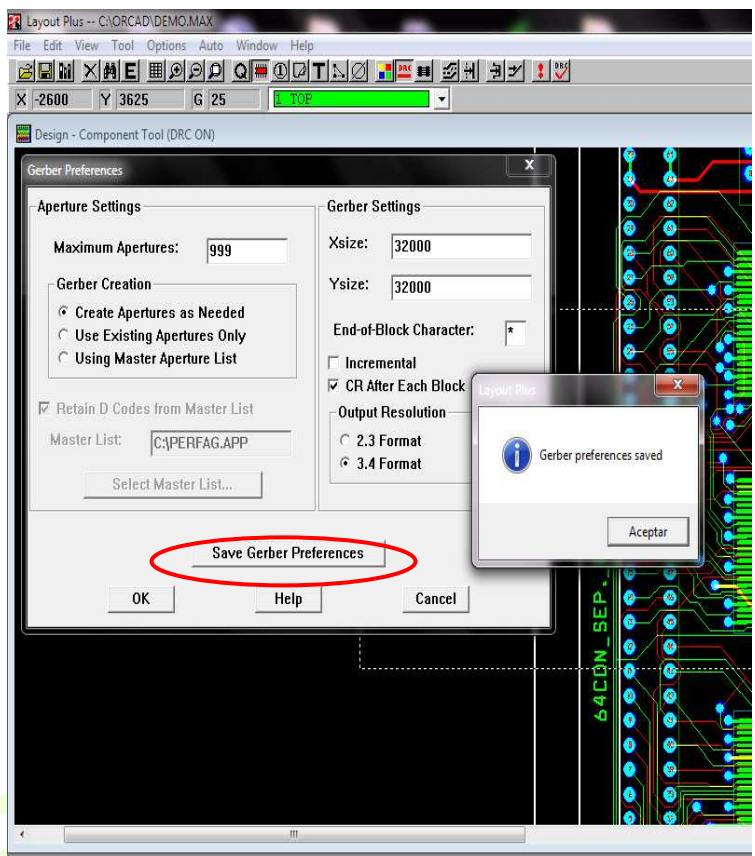 Layout Plus -- C:\ORCAD\DEMO.MAX
File Edit View Tool Options Auto Window Help
X -2600 Y 3625 G 25 1 TOP
Design - Component Tool (DRC ON)
Gerber Preferences
Aperture Settings
Maximum Apertures: 999
Gerber Creation
Create Apertures as Needed
Use Existing Apertures Only
Using Master Aperture List
Retain D Codes from Master List
Master List: C:\PERFAG.APP
Select Master List...
Gerber Settings
Xsize: 32000
Ysize: 32000
End-of-Block Character: *
Incremental
CR After Each Block
Output Resolution
2.3 Format
3.4 Format
Save Gerber Preferences
OK Help Cancel
Layout Plus
Gerber preferences saved
Aceptar
64CON_SEP.